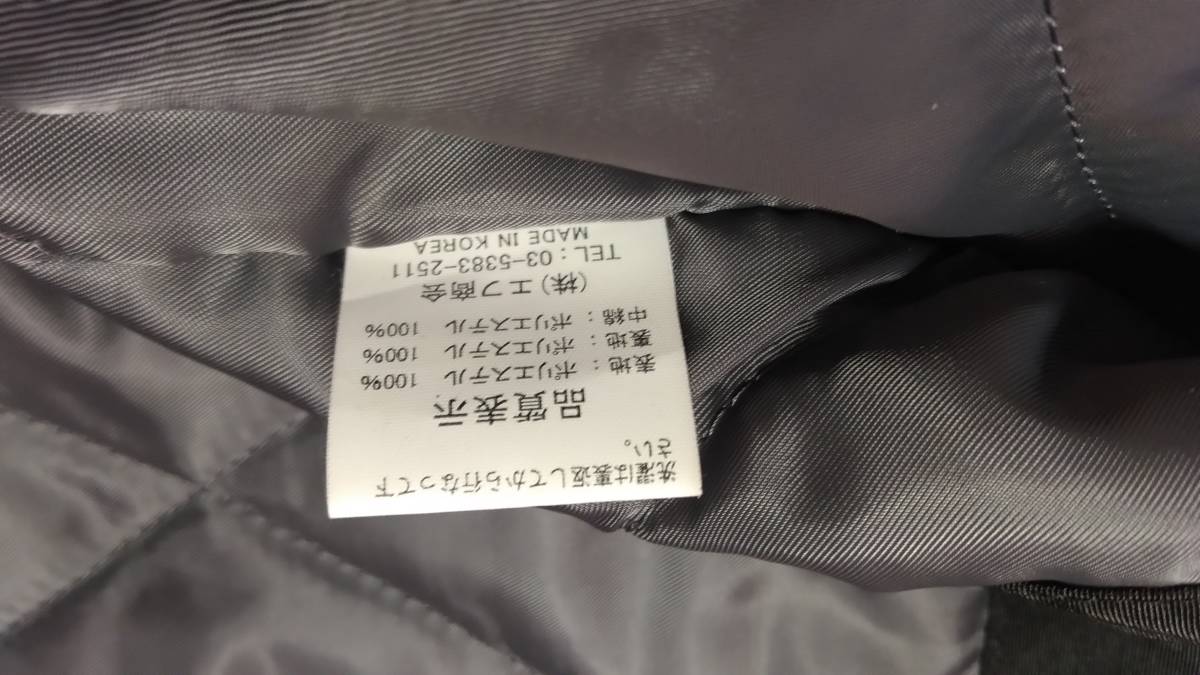 洗濯は裏返してから行なって下
さい。
品質表示
表地：ポリエステル 100%
裏地：ポリエステル 100%
中綿：ポリエステル 100%
（株）エフ商会
TEL：03-5383-2511
MADE IN KOREA